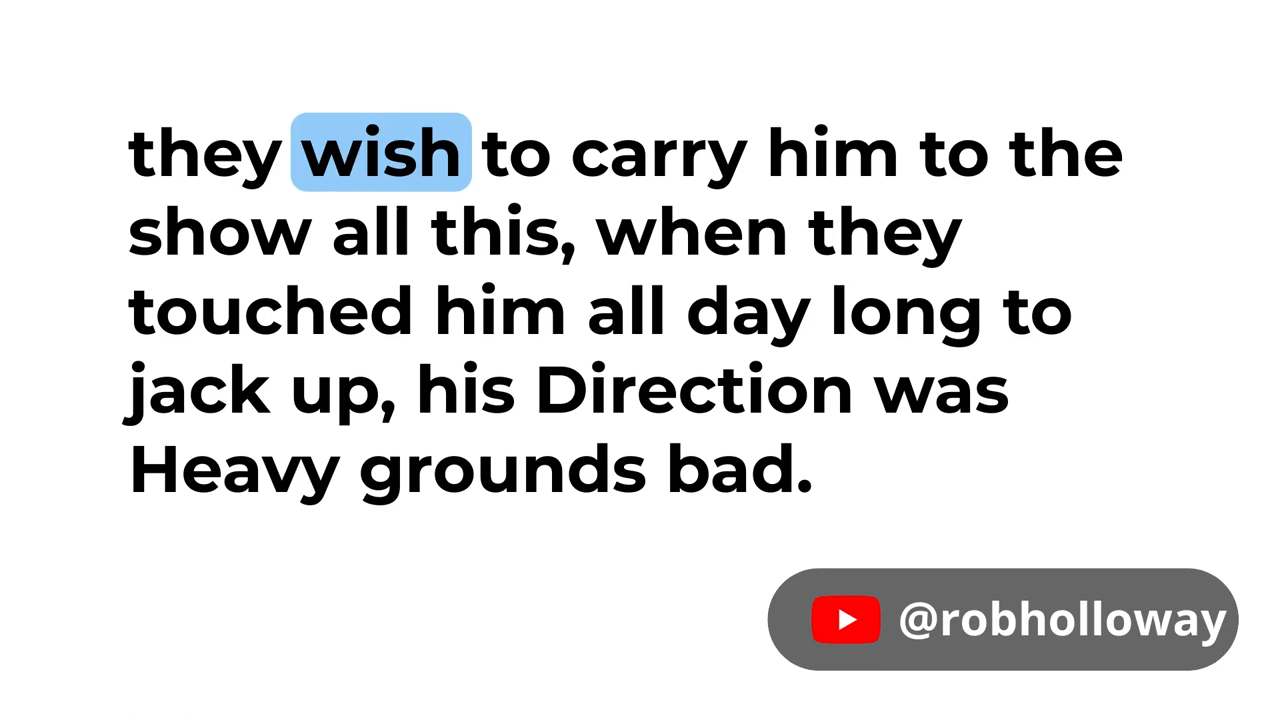 they wish to carry him to the
show all this, when they
touched him all day long to
jack up, his Direction was
Heavy grounds bad.
@robholloway